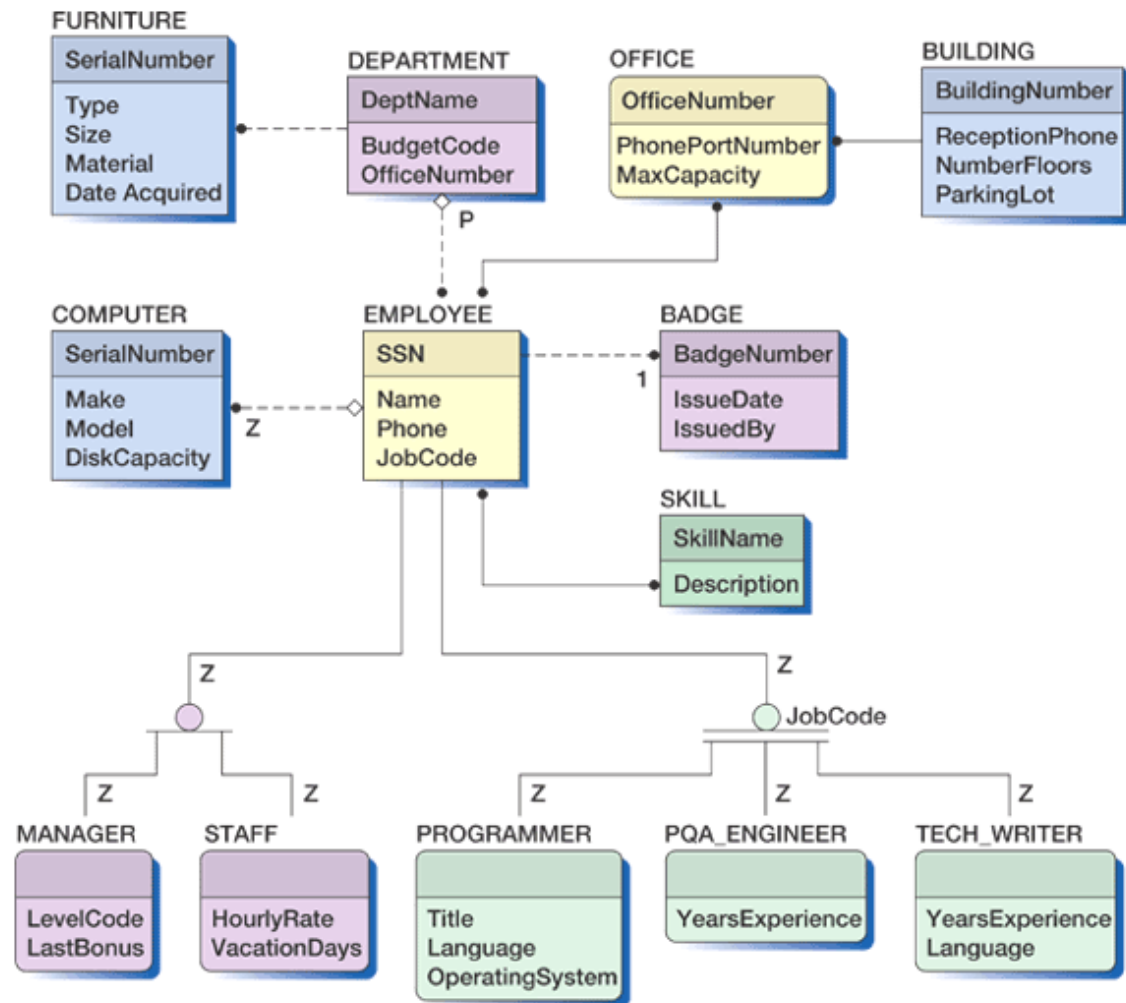 FURNITURE
SerialNumber
Type
Size
Material
Date Acquired
DEPARTMENT
DeptName
BudgetCode
OfficeNumber
P
OFFICE
OfficeNumber
PhonePortNumber
MaxCapacity
BUILDING
BuildingNumber
ReceptionPhone
NumberFloors
ParkingLot
COMPUTER
SerialNumber
Make
Model
DiskCapacity
Z
EMPLOYEE
SSN
Name
Phone
JobCode
BADGE
BadgeNumber
IssueDate
IssuedBy
1
SKILL
SkillName
Description
Z
Z
JobCode
Z
Z
Z
Z
Z
MANAGER
LevelCode
LastBonus
STAFF
HourlyRate
VacationDays
PROGRAMMER
Title
Language
OperatingSystem
PQA_ENGINEER
YearsExperience
TECH_WRITER
YearsExperience
Language